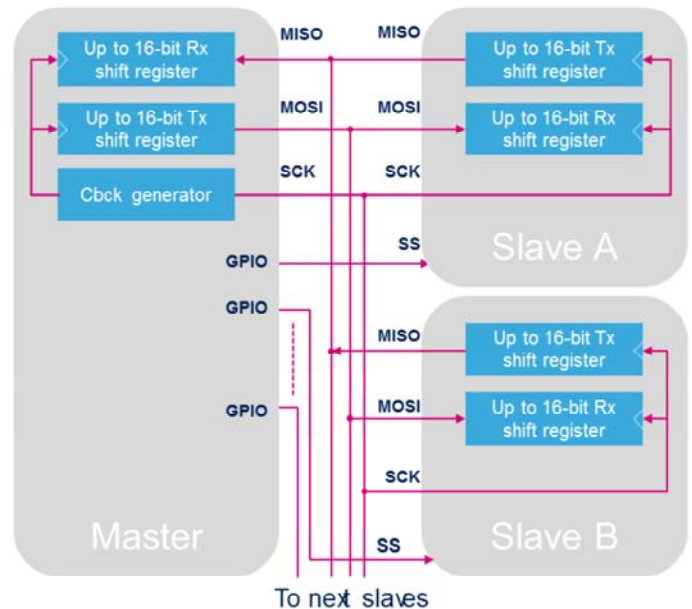 MISO
MISO
Up to 16-bit Rx
shift register
Up to 16-bit Tx
shift register
Up to 16-bit Tx
shift register
MOSI
MOSI
Up to 16-bit Rx
shift register
Cbck generator
SCK
SCK
GPIO
SS
Slave A
GPIO
MISO
Up to 16-bit Tx
shift register
GPIO
MOSI
Up to 16-bit Rx
shift register
SCK
Master
SS
Slave B
To next slaves